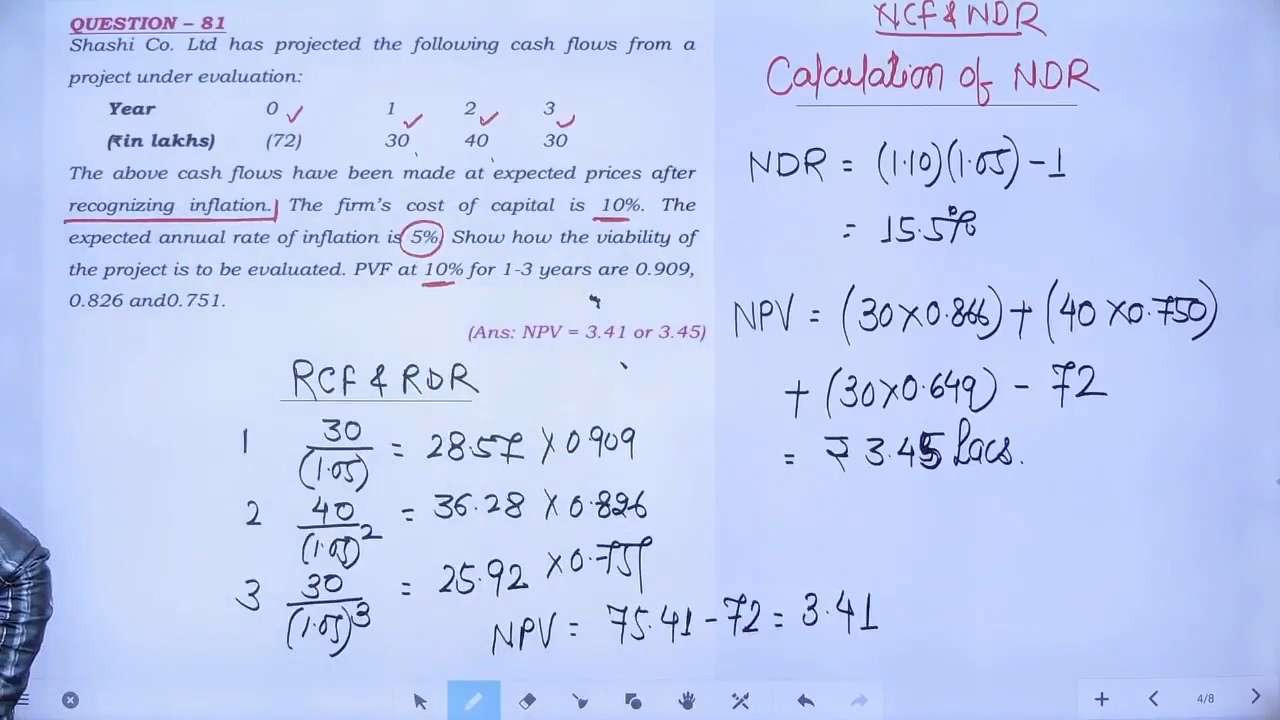 QUESTION – 81
Shashi Co. Ltd has projected the following cash flows from a
project under evaluation:
Year 0 1 2 3
(₹in lakhs) (72) 30 40 30
The above cash flows have been made at expected prices after
recognizing inflation. The firm's cost of capital is 10%. The
expected annual rate of inflation is 5%. Show how the viability of
the project is to be evaluated. PVF at 10% for 1-3 years are 0.909,
0.826 and0.751.
(Ans: NPV = 3.41 or 3.45)
RCF & RDR
1 30/(1.05) = 28.57 × 0.909
2 40/(1.05)² = 36.28 × 0.826
3 30/(1.05)³ = 25.92 × 0.751
NPV = 75.41 - 72 = 3.41
NCF & NDR
Calculation of NDR
NDR = (1.10)(1.05) - 1
= 15.5%
NPV = (30×0.866) + (40×0.750)
+ (30×0.649) - 72
= ₹ 3.45 Lacs.
4/8